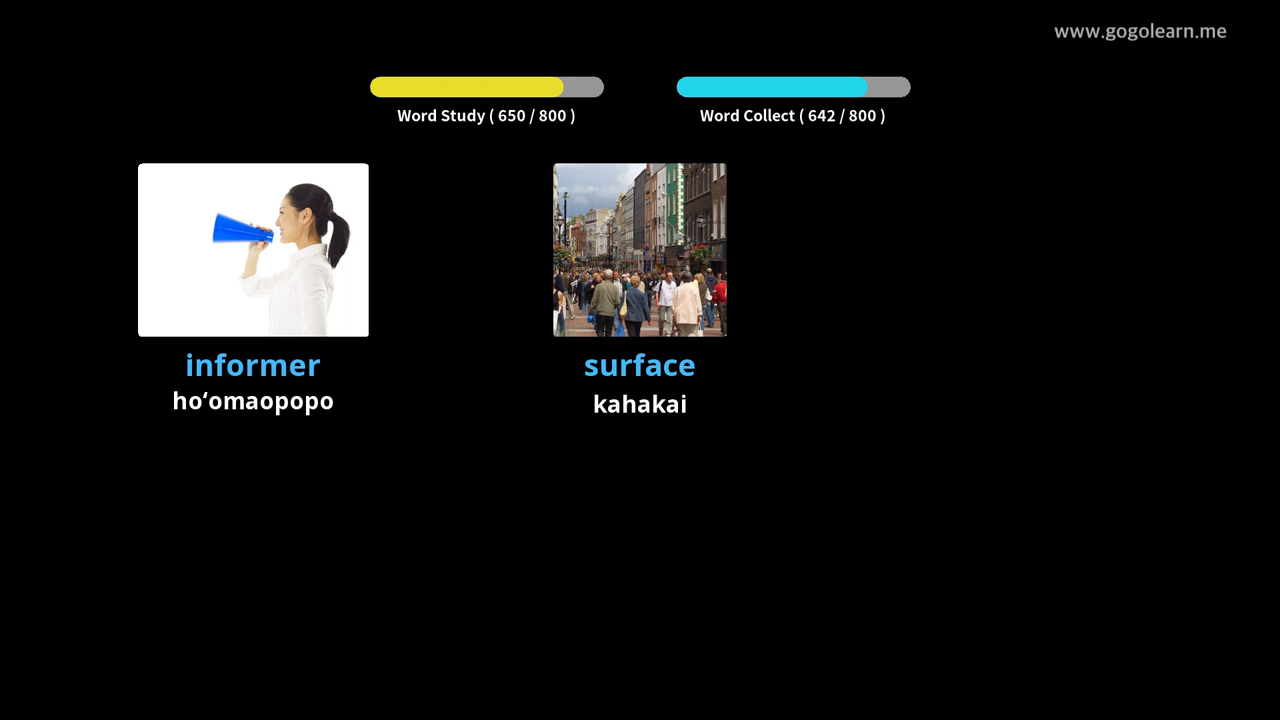 www.gogolearn.me
Word Study ( 650 / 800 )
Word Collect ( 642 / 800 )
informer
hoʻomaopopo
surface
kahakai